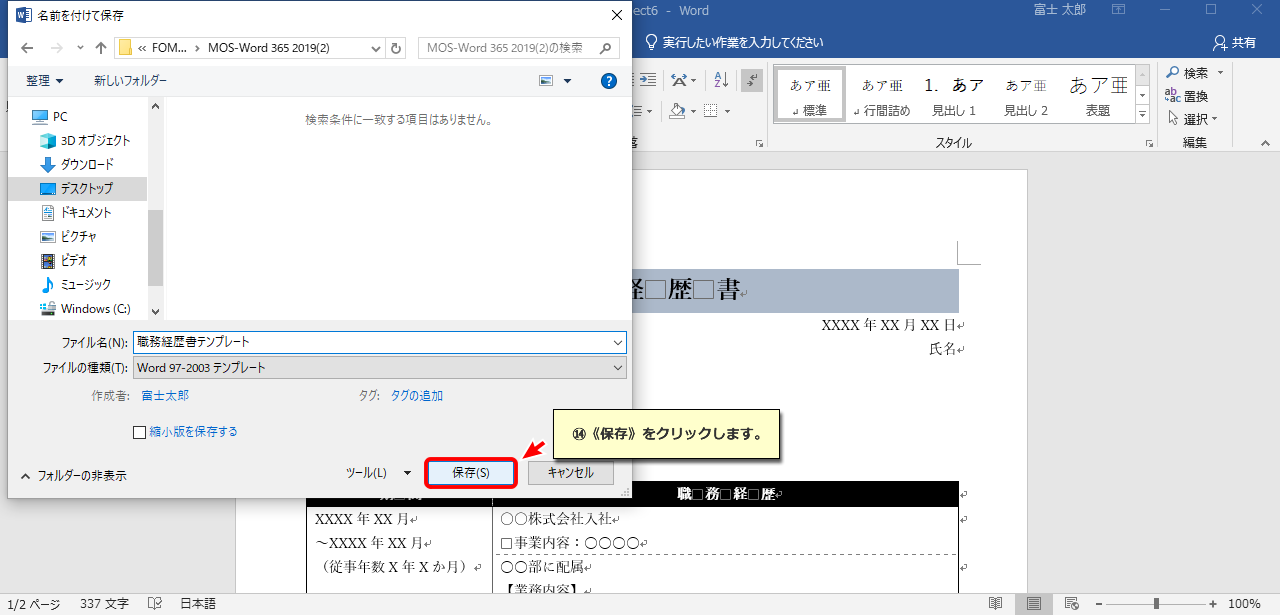 名前を付けて保存
ect6 - Word
富士 太郎
« FOM... › MOS-Word 365 2019(2)
MOS-Word 365 2019(2)の検索
実行したい作業を入力してください
共有
整理
新しいフォルダー
検索条件に一致する項目はありません。
PC
3D オブジェクト
ダウンロード
デスクトップ
ドキュメント
ピクチャ
ビデオ
ミュージック
Windows (C:)
あア亜
↲ 標準
あア亜
↲ 行間詰め
1. あア
見出し 1
あア亜
見出し 2
あア亜
表題
スタイル
検索
置換
選択
編集
ファイル名(N):
職務経歴書テンプレート
ファイルの種類(T):
Word 97-2003 テンプレート
作成者:
富士太郎
タグ:
タグの追加
縮小版を保存する
フォルダーの非表示
ツール(L)
保存(S)
キャンセル
⑭《保存》をクリックします。
経□歴□書
XXXX 年 XX 月 XX 日
氏名
職□務□経□歴
XXXX 年 XX 月
～XXXX 年 XX 月
（従事年数 X 年 X か月）
〇〇株式会社入社
□事業内容：〇〇〇〇
〇〇部に配属
【業務内容】
1/2 ページ
337 文字
日本語
100%